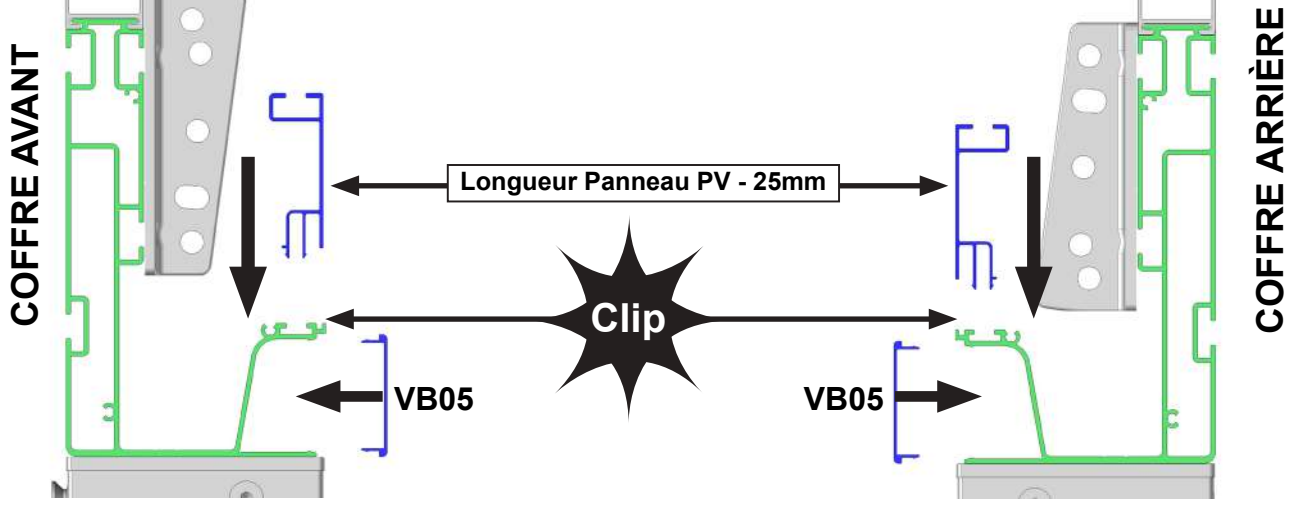 COFFRE AVANT
Longueur Panneau PV - 25mm
COFFRE ARRIÈRE
Clip
VB05
VB05